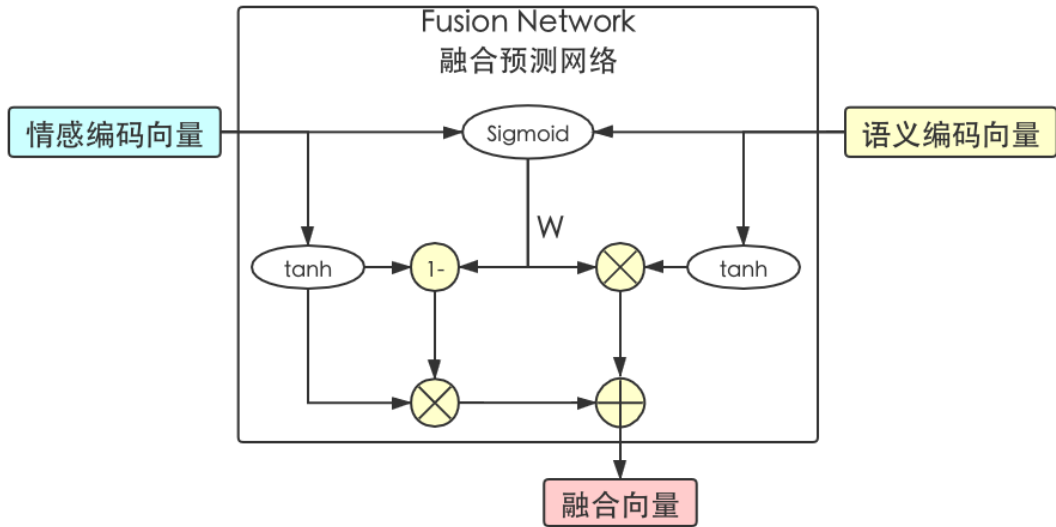 Fusion Network
融合预测网络
情感编码向量
Sigmoid
语义编码向量
W
tanh
1-
tanh
融合向量